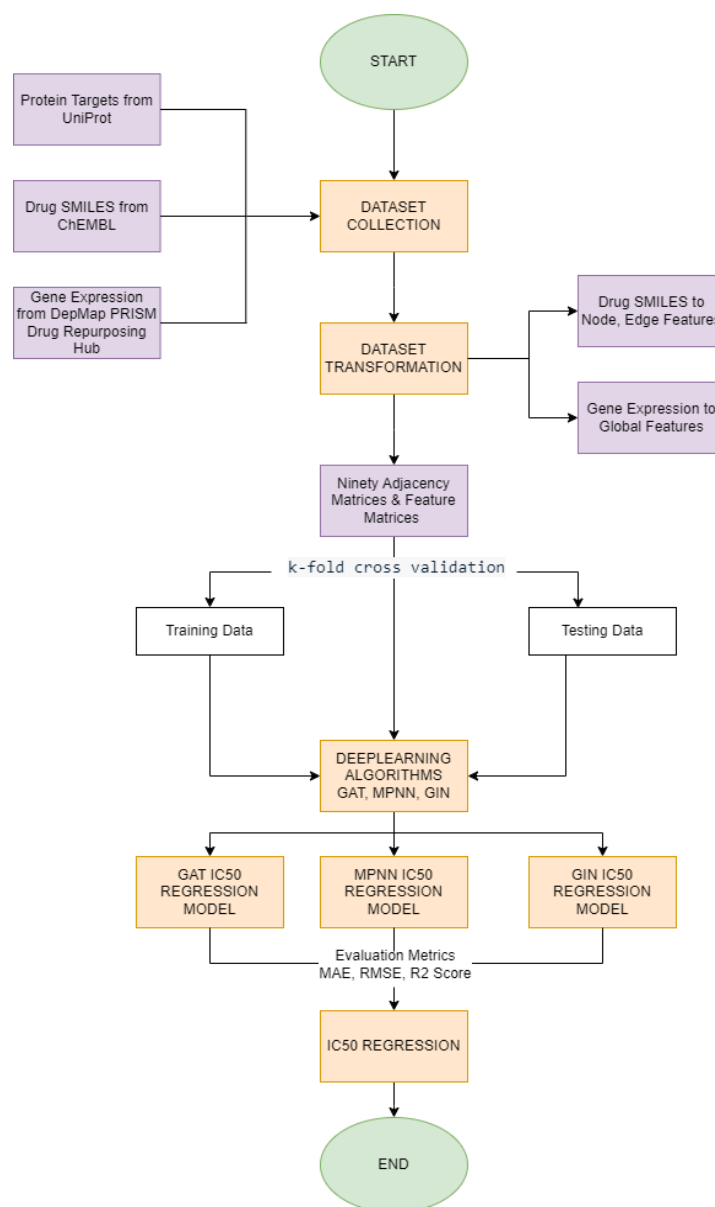 START
Protein Targets from
UniProt
Drug SMILES from
ChEMBL
DATASET
COLLECTION
Gene Expression
from DepMap PRISM
Drug Repurposing
Hub
Drug SMILES to
Node, Edge Features
DATASET
TRANSFORMATION
Gene Expression to
Global Features
Ninety Adjacency
Matrices & Feature
Matrices
k-fold cross validation
Training Data
Testing Data
DEEPLEARNING
ALGORITHMS
GAT, MPNN, GIN
GAT IC50
REGRESSION
MODEL
MPNN IC50
REGRESSION
MODEL
GIN IC50
REGRESSION
MODEL
Evaluation Metrics
MAE, RMSE, R2 Score
IC50 REGRESSION
END